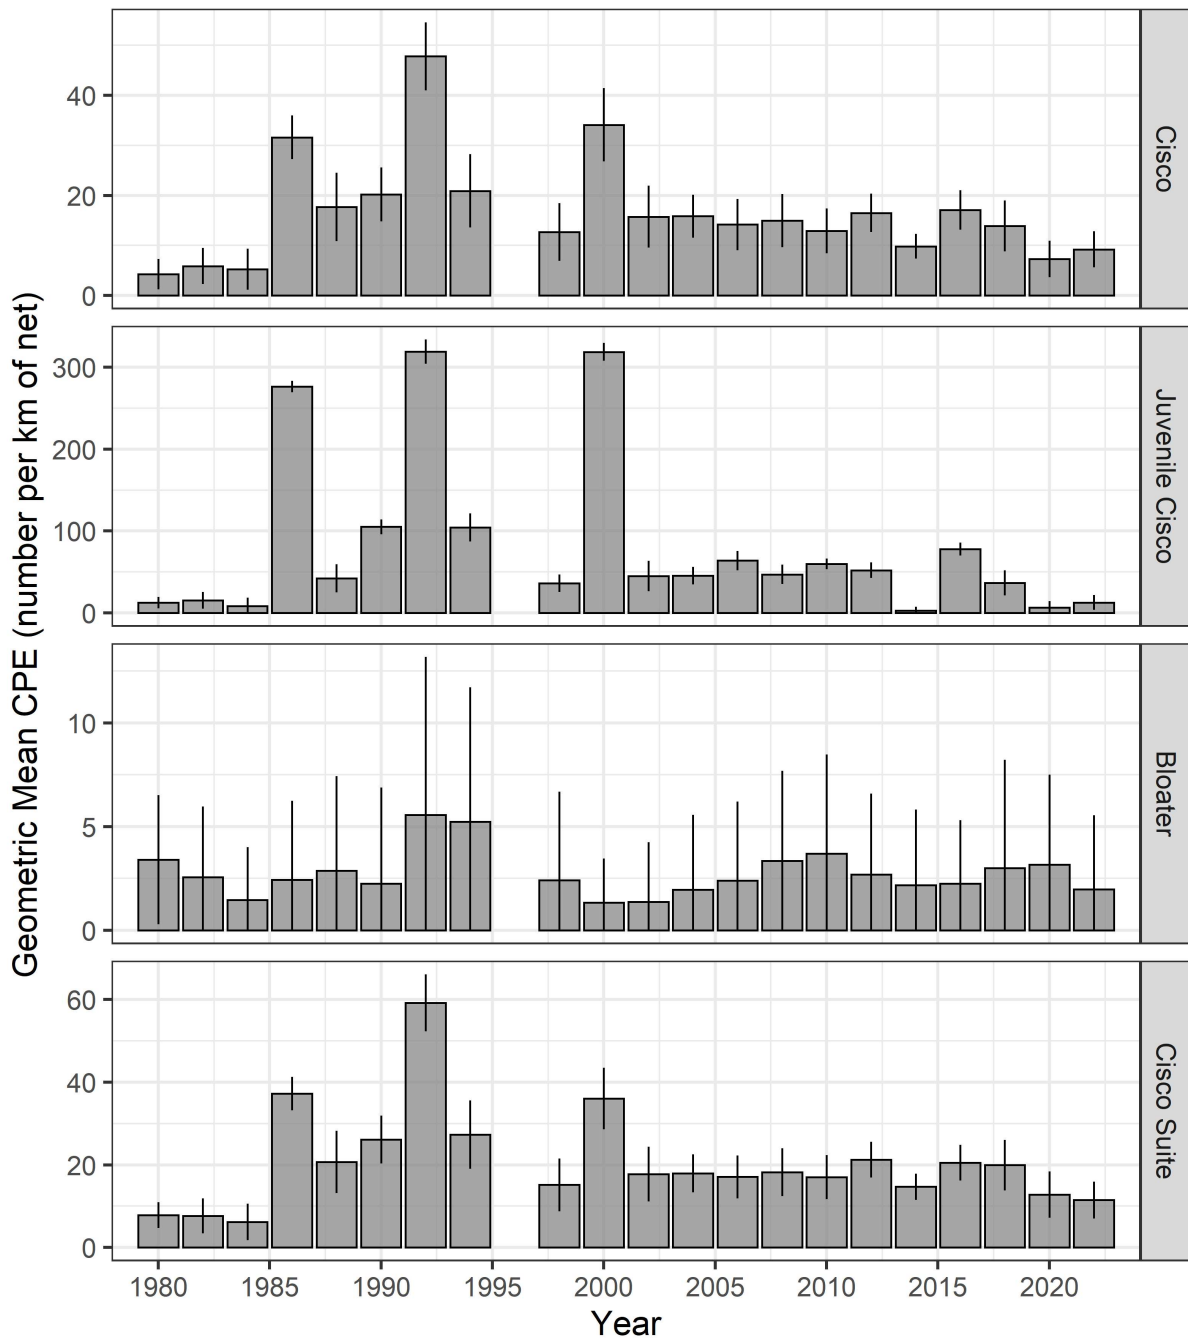 Geometric Mean CPE (number per km of net)
40
20
0
Cisco
300
200
100
0
Juvenile Cisco
10
5
0
Bloater
60
40
20
0
Cisco Suite
1980 1985 1990 1995 2000 2005 2010 2015 2020
Year